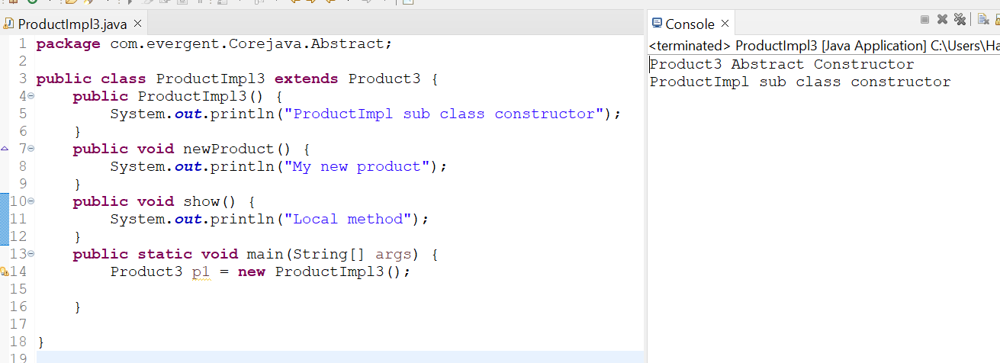 ProductImpl3.java
1 package com.evergent.Corejava.Abstract;
2
3 public class ProductImpl3 extends Product3 {
4 public ProductImpl3() {
5 System.out.println("ProductImpl sub class constructor");
6 }
7 public void newProduct() {
8 System.out.println("My new product");
9 }
10 public void show() {
11 System.out.println("Local method");
12 }
13 public static void main(String[] args) {
14 Product3 p1 = new ProductImpl3();
15
16 }
17
18 }
19
Console
<terminated> ProductImpl3 [Java Application] C:\Users\Ha
Product3 Abstract Constructor
ProductImpl sub class constructor